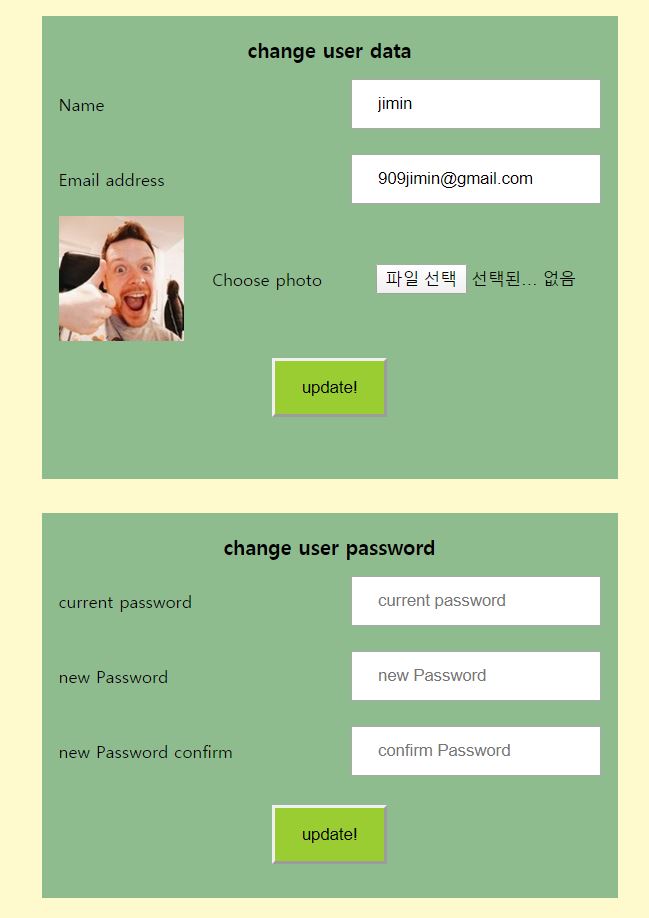 change user data
Name
jimin
Email address
909jimin@gmail.com
Choose photo
파일 선택 선택된... 없음
update!
change user password
current password
current password
new Password
new Password
new Password confirm
confirm Password
update!